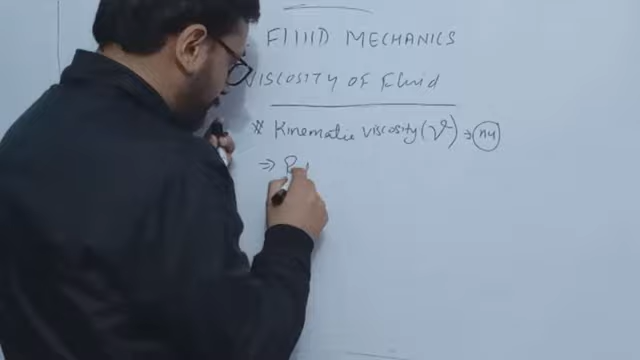 FLUID MECHANICS
VISCOSITY OF Fluid
※ Kinematic viscosity (ν) → nu
⇒ R